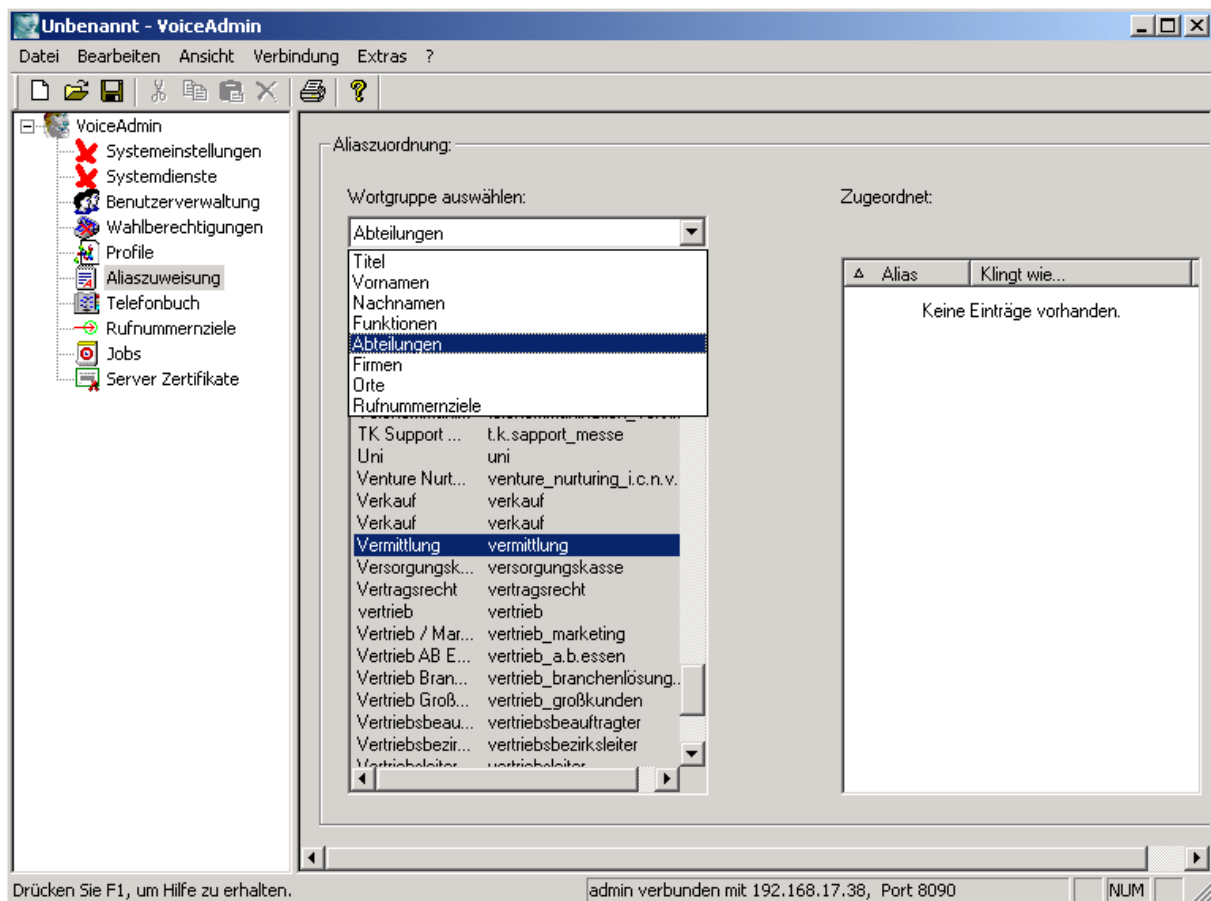 Unbenannt - VoiceAdmin
Datei Bearbeiten Ansicht Verbindung Extras ?
VoiceAdmin
Systemeinstellungen
Systemdienste
Benutzerverwaltung
Wahlberechtigungen
Profile
Aliaszuweisung
Telefonbuch
Rufnummernziele
Jobs
Server Zertifikate
Aliaszuordnung:
Wortgruppe auswählen:
Abteilungen
Titel
Vornamen
Nachnamen
Funktionen
Abteilungen
Firmen
Orte
Rufnummernziele
TK Support ... t.k.sapport_messe
Uni uni
Venture Nurt... venture_nurturing_i.c.n.v.
Verkauf verkauf
Verkauf verkauf
Vermittlung vermittlung
Versorgungsk... versorgungskasse
Vertragsrecht vertragsrecht
vertrieb vertrieb
Vertrieb / Mar... vertrieb_marketing
Vertrieb AB E... vertrieb_a.b.essen
Vertrieb Bran... vertrieb_branchenlösung..
Vertrieb Groß... vertrieb_großkunden
Vertriebsbeau... vertriebsbeauftragter
Vertriebsbezir... vertriebsbezirksleiter
Zugeordnet:
Alias Klingt wie...
Keine Einträge vorhanden.
Drücken Sie F1, um Hilfe zu erhalten. admin verbunden mit 192.168.17.38, Port 8090 NUM